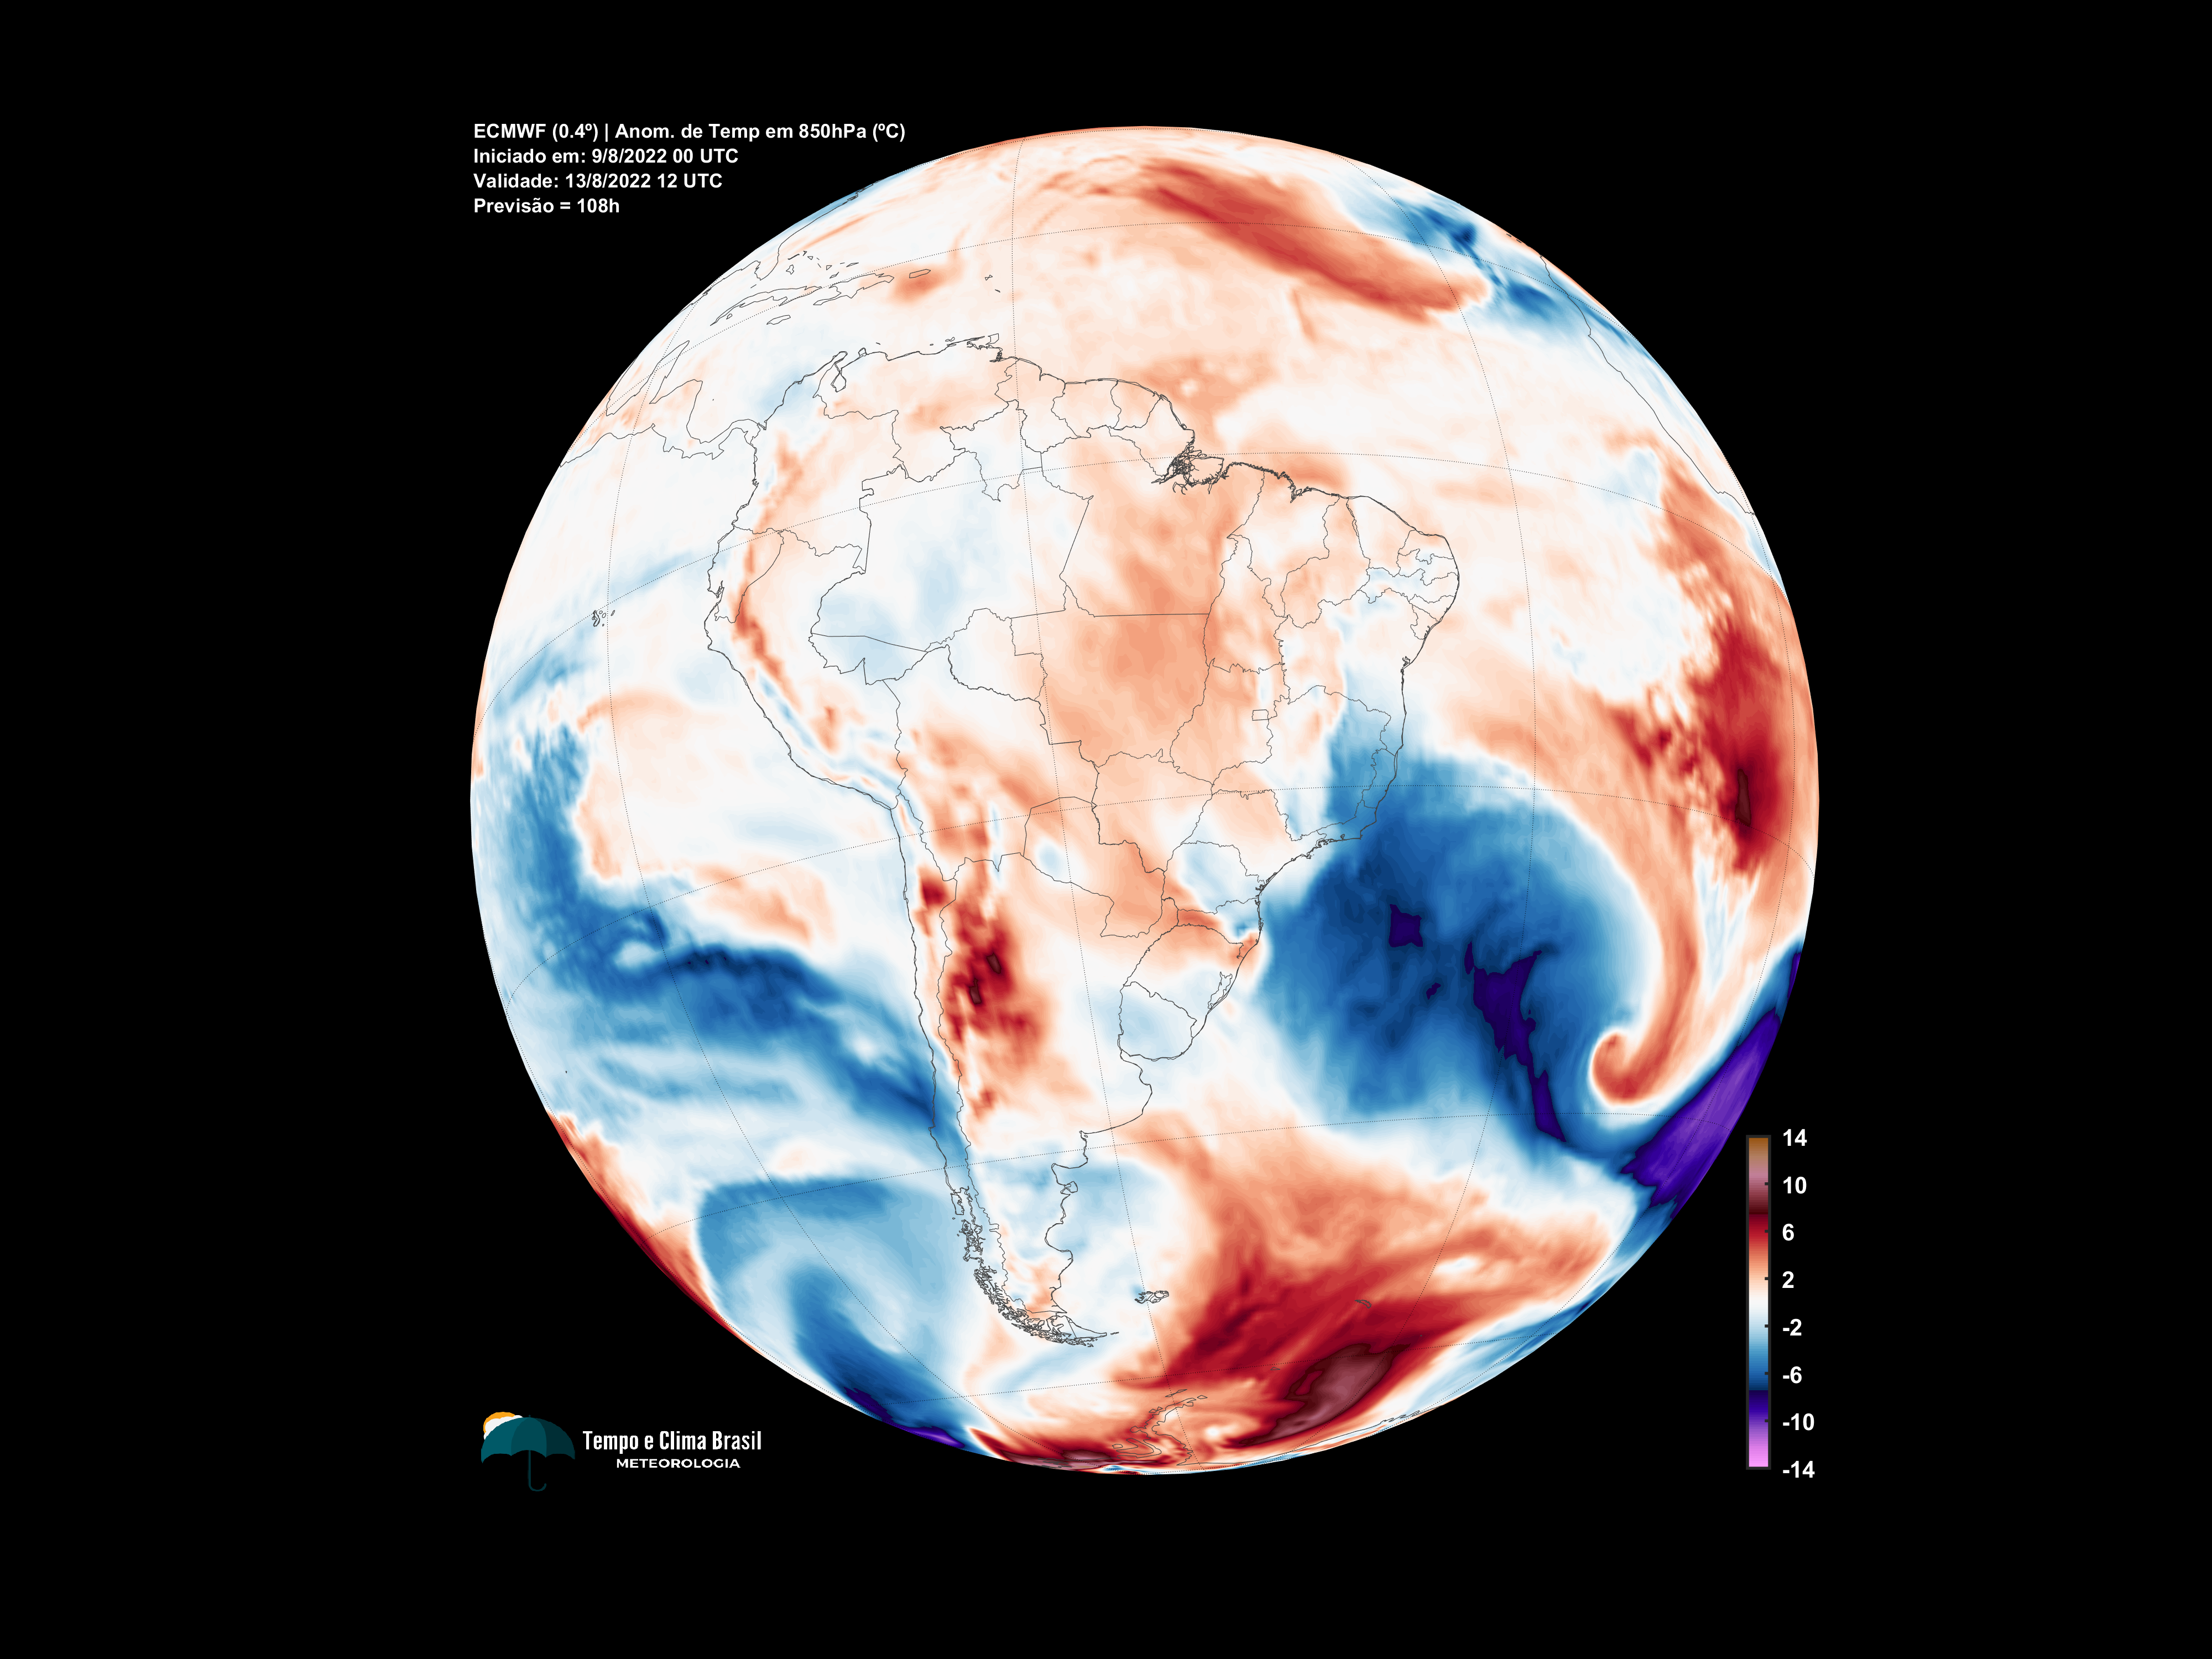 ECMWF (0.4º) | Anom. de Temp em 850hPa (ºC)
Iniciado em: 9/8/2022 00 UTC
Validade: 13/8/2022 12 UTC
Previsão = 108h
14
10
6
2
-2
-6
-10
-14
Tempo e Clima Brasil
METEOROLOGIA